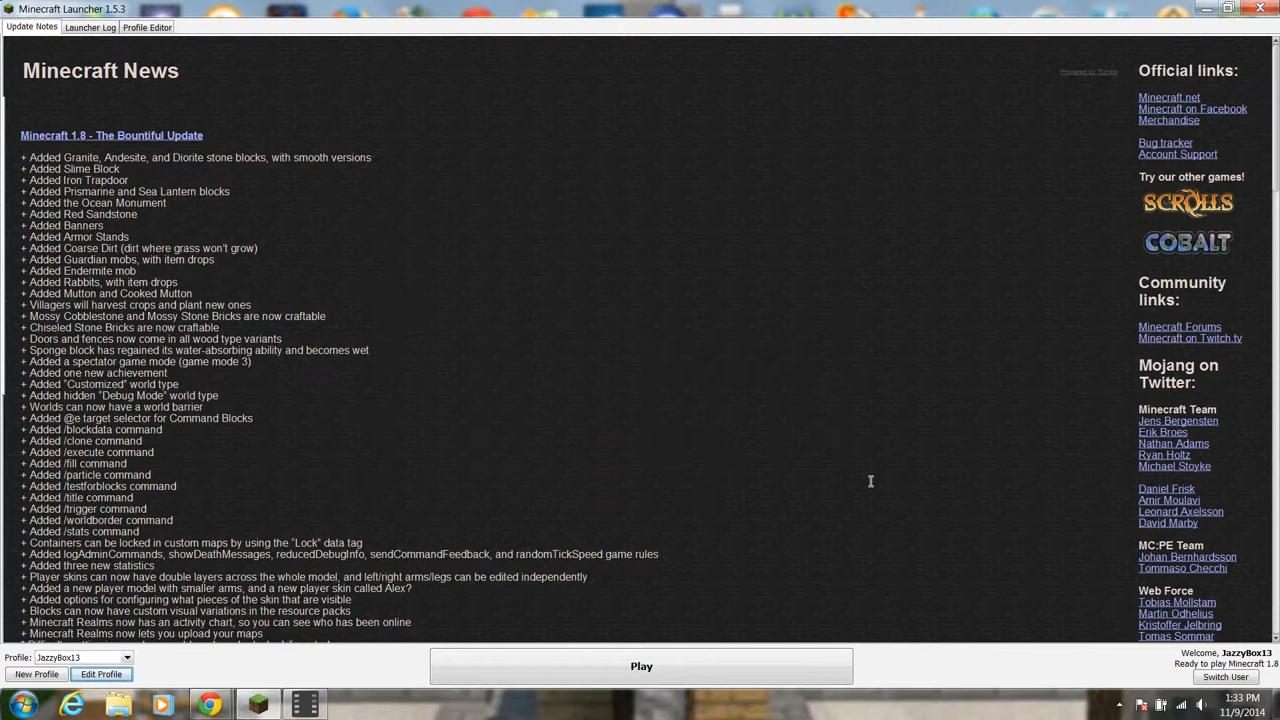 Minecraft Launcher 1.5.3
Update Notes
Launcher Log
Profile Editor
Minecraft News
Powered by Tumblr
Minecraft 1.8 - The Bountiful Update
+ Added Granite, Andesite, and Diorite stone blocks, with smooth versions
+ Added Slime Block
+ Added Iron Trapdoor
+ Added Prismarine and Sea Lantern blocks
+ Added the Ocean Monument
+ Added Red Sandstone
+ Added Banners
+ Added Armor Stands
+ Added Coarse Dirt (dirt where grass won't grow)
+ Added Guardian mobs, with item drops
+ Added Endermite mob
+ Added Rabbits, with item drops
+ Added Mutton and Cooked Mutton
+ Villagers will harvest crops and plant new ones
+ Mossy Cobblestone and Mossy Stone Bricks are now craftable
+ Chiseled Stone Bricks are now craftable
+ Doors and fences now come in all wood type variants
+ Sponge block has regained its water-absorbing ability and becomes wet
+ Added a spectator game mode (game mode 3)
+ Added one new achievement
+ Added "Customized" world type
+ Added hidden "Debug Mode" world type
+ Worlds can now have a world barrier
+ Added @e target selector for Command Blocks
+ Added /blockdata command
+ Added /clone command
+ Added /execute command
+ Added /fill command
+ Added /particle command
+ Added /testforblocks command
+ Added /title command
+ Added /trigger command
+ Added /worldborder command
+ Added /stats command
+ Containers can be locked in custom maps by using the "Lock" data tag
+ Added logAdminCommands, showDeathMessages, reducedDebugInfo, sendCommandFeedback, and randomTickSpeed game rules
+ Added three new statistics
+ Player skins can now have double layers across the whole model, and left/right arms/legs can be edited independently
+ Added a new player model with smaller arms, and a new player skin called Alex?
+ Added options for configuring what pieces of the skin that are visible
+ Blocks can now have custom visual variations in the resource packs
+ Minecraft Realms now has an activity chart, so you can see who has been online
+ Minecraft Realms now lets you upload your maps
Official links:
Minecraft.net
Minecraft on Facebook
Merchandise
Bug tracker
Account Support
Try our other games!
SCROLLS
COBALT
Community
links:
Minecraft Forums
Minecraft on Twitch.tv
Mojang on
Twitter:
Minecraft Team
Jens Bergensten
Erik Broes
Nathan Adams
Ryan Holtz
Michael Stoyke
Daniel Frisk
Amir Moulavi
Leonard Axelsson
David Marby
MC:PE Team
Johan Bernhardsson
Tommaso Checchi
Web Force
Tobias Mollstam
Martin Odhelius
Kristoffer Jelbring
Tomas Sommar
Profile:
JazzyBox13
New Profile
Edit Profile
Play
Welcome, JazzyBox13
Ready to play Minecraft 1.8
Switch User
1:33 PM
11/9/2014